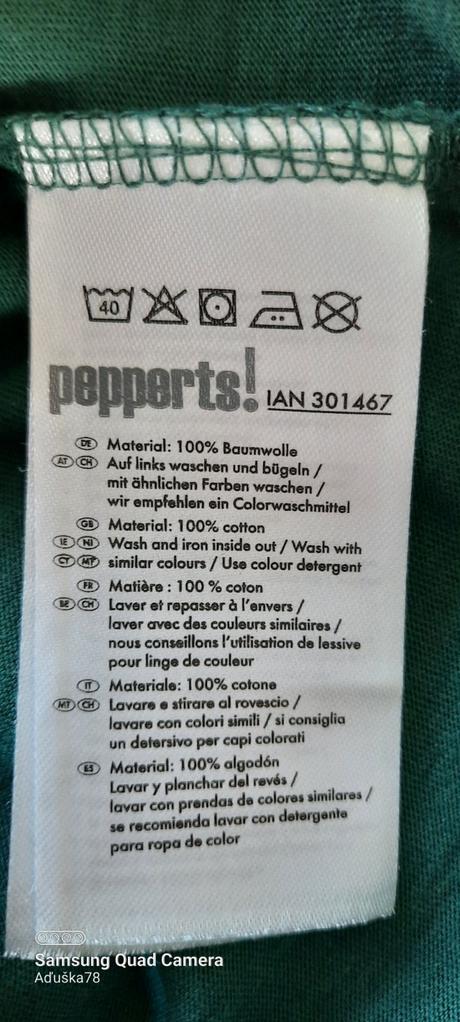 40
pepperts! IAN 301467
DE Material: 100% Baumwolle
AT CH Auf links waschen und bügeln /
mit ähnlichen Farben waschen /
wir empfehlen ein Colorwaschmittel
GB Material: 100% cotton
IE NI Wash and iron inside out / Wash with
CY MT similar colours / Use colour detergent
FR Matière : 100 % coton
BE CH Laver et repasser à l'envers /
laver avec des couleurs similaires /
nous conseillons l'utilisation de lessive
pour linge de couleur
IT Materiale: 100% cotone
MT CH Lavare e stirare al rovescio /
lavare con colori simili / si consiglia
un detersivo per capi colorati
ES Material: 100% algodón
Lavar y planchar del revés /
lavar con prendas de colores similares /
se recomienda lavar con detergente
para ropa de color
Samsung Quad Camera
Aďuška78